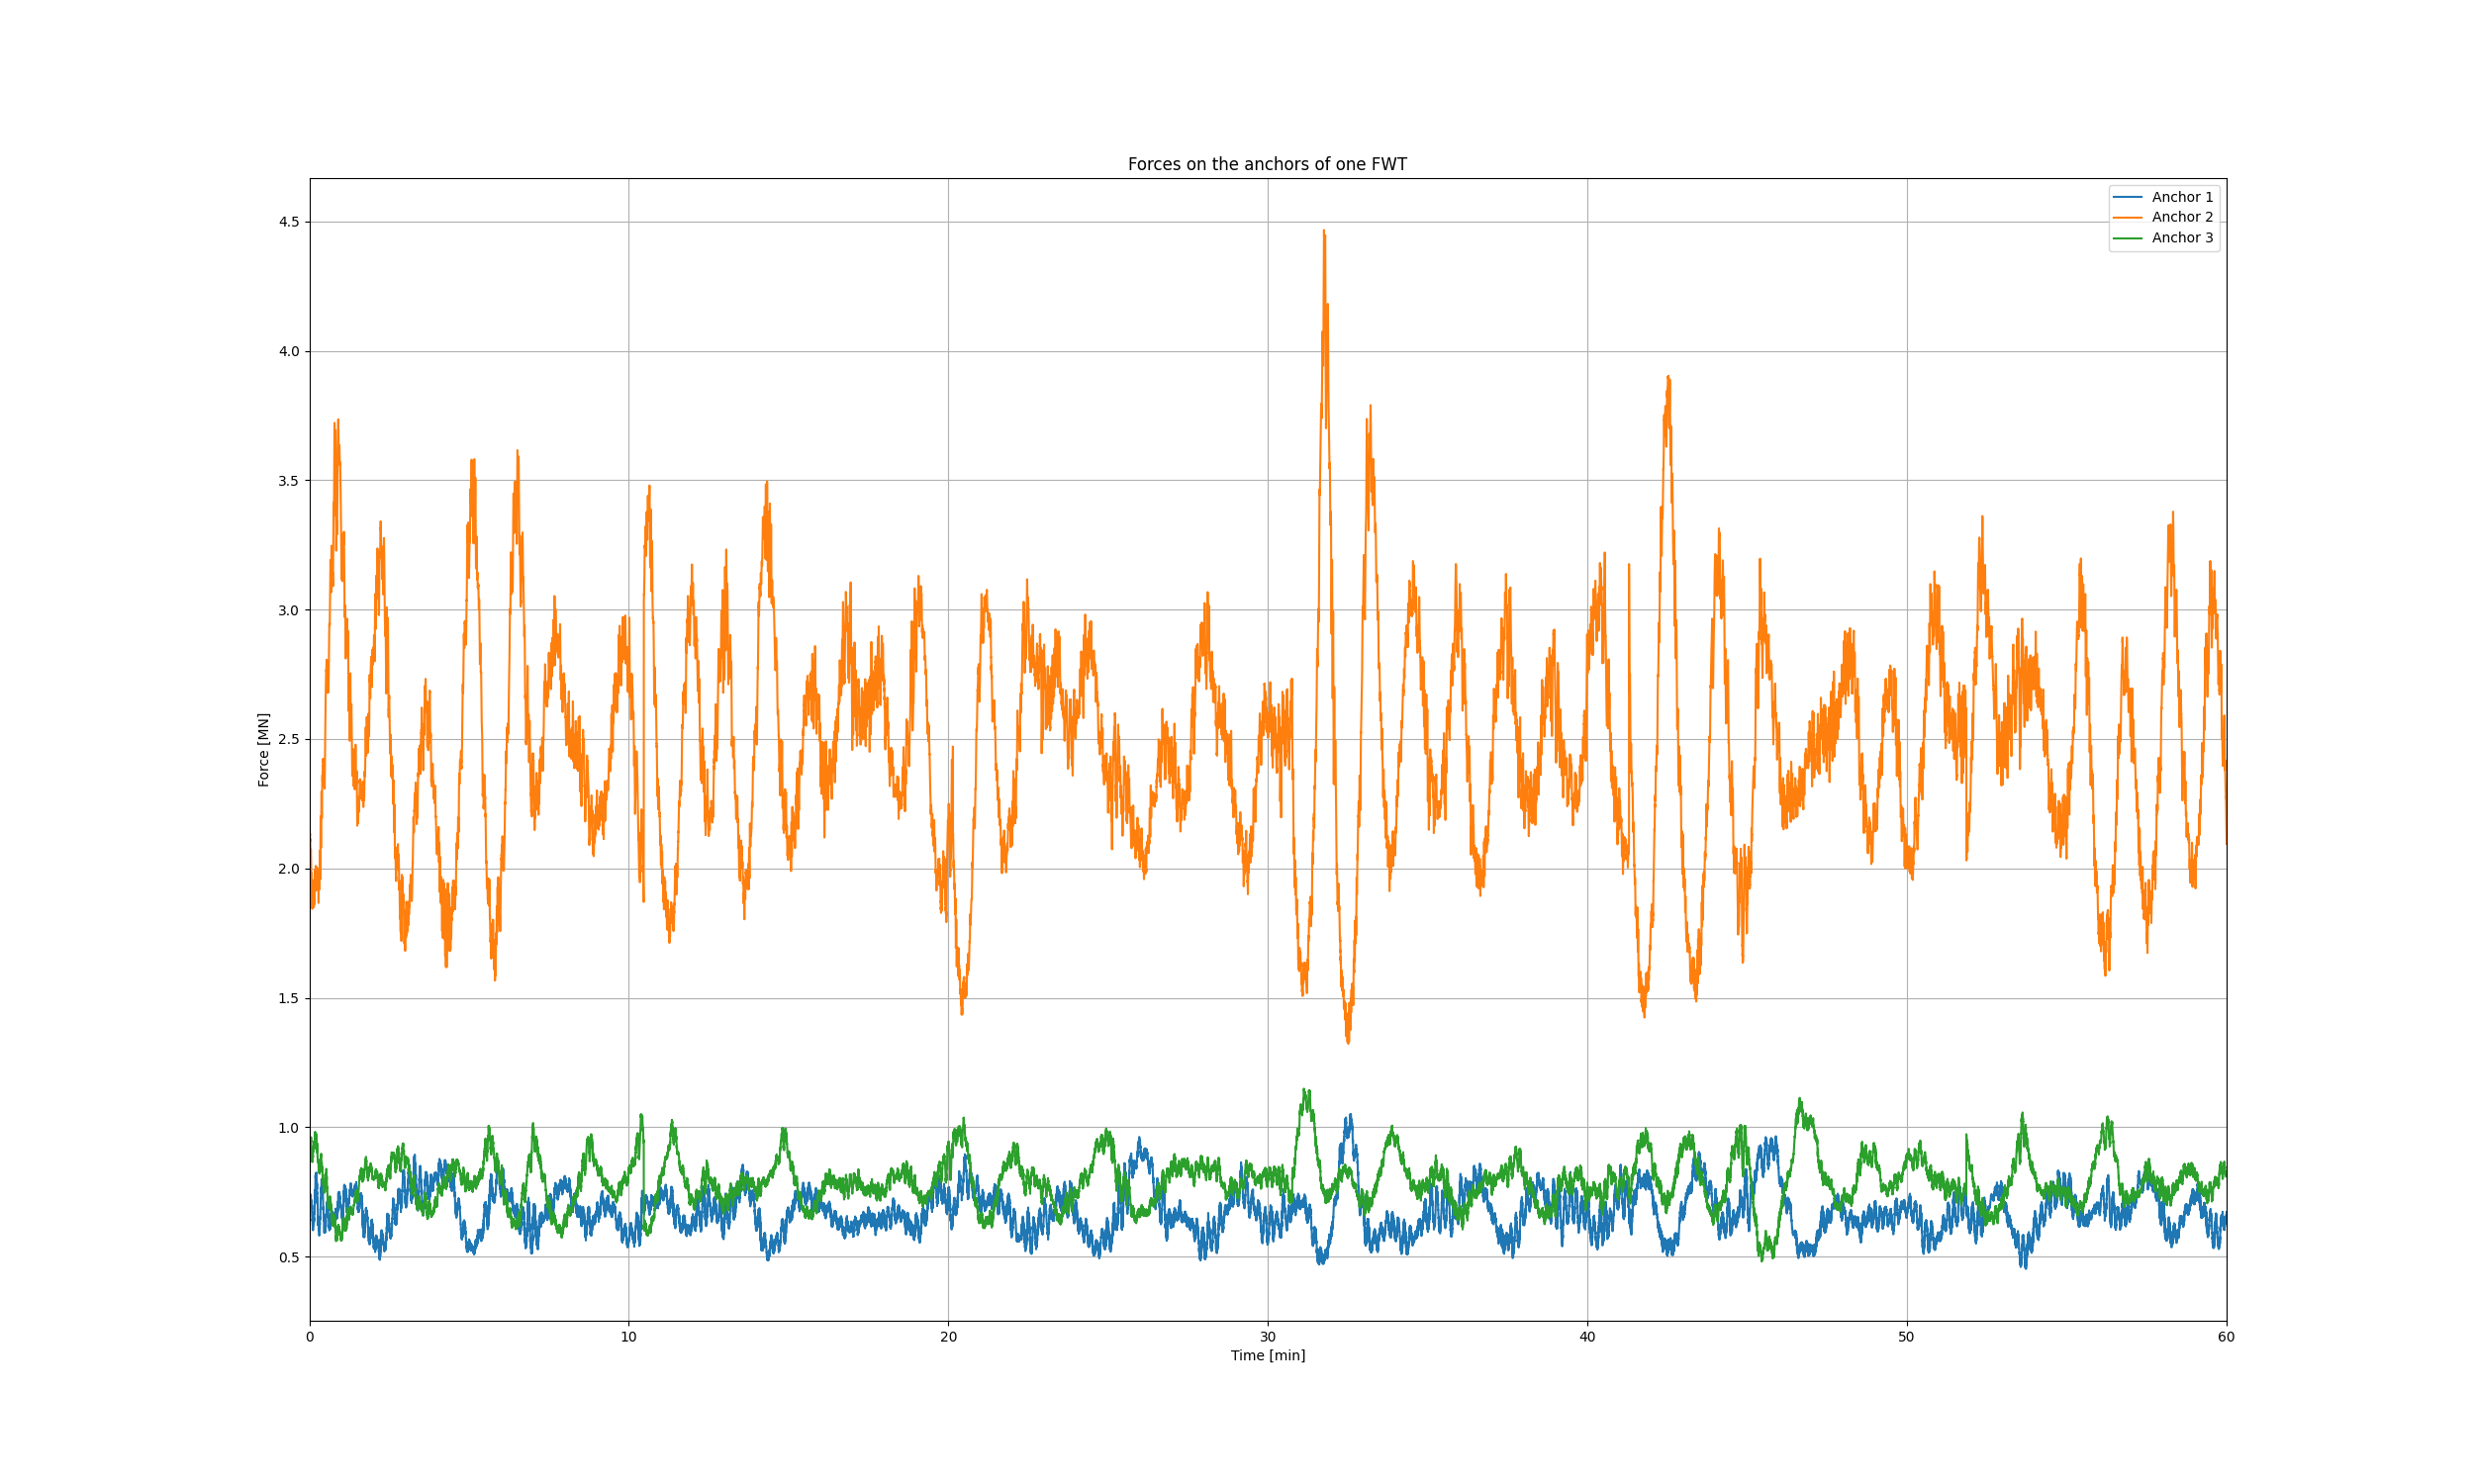 Forces on the anchors of one FWT
Anchor 1
Anchor 2
Anchor 3
Force [MN]
4.5
4.0
3.5
3.0
2.5
2.0
1.5
1.0
0.5
0 10 20 30 40 50 60
Time [min]